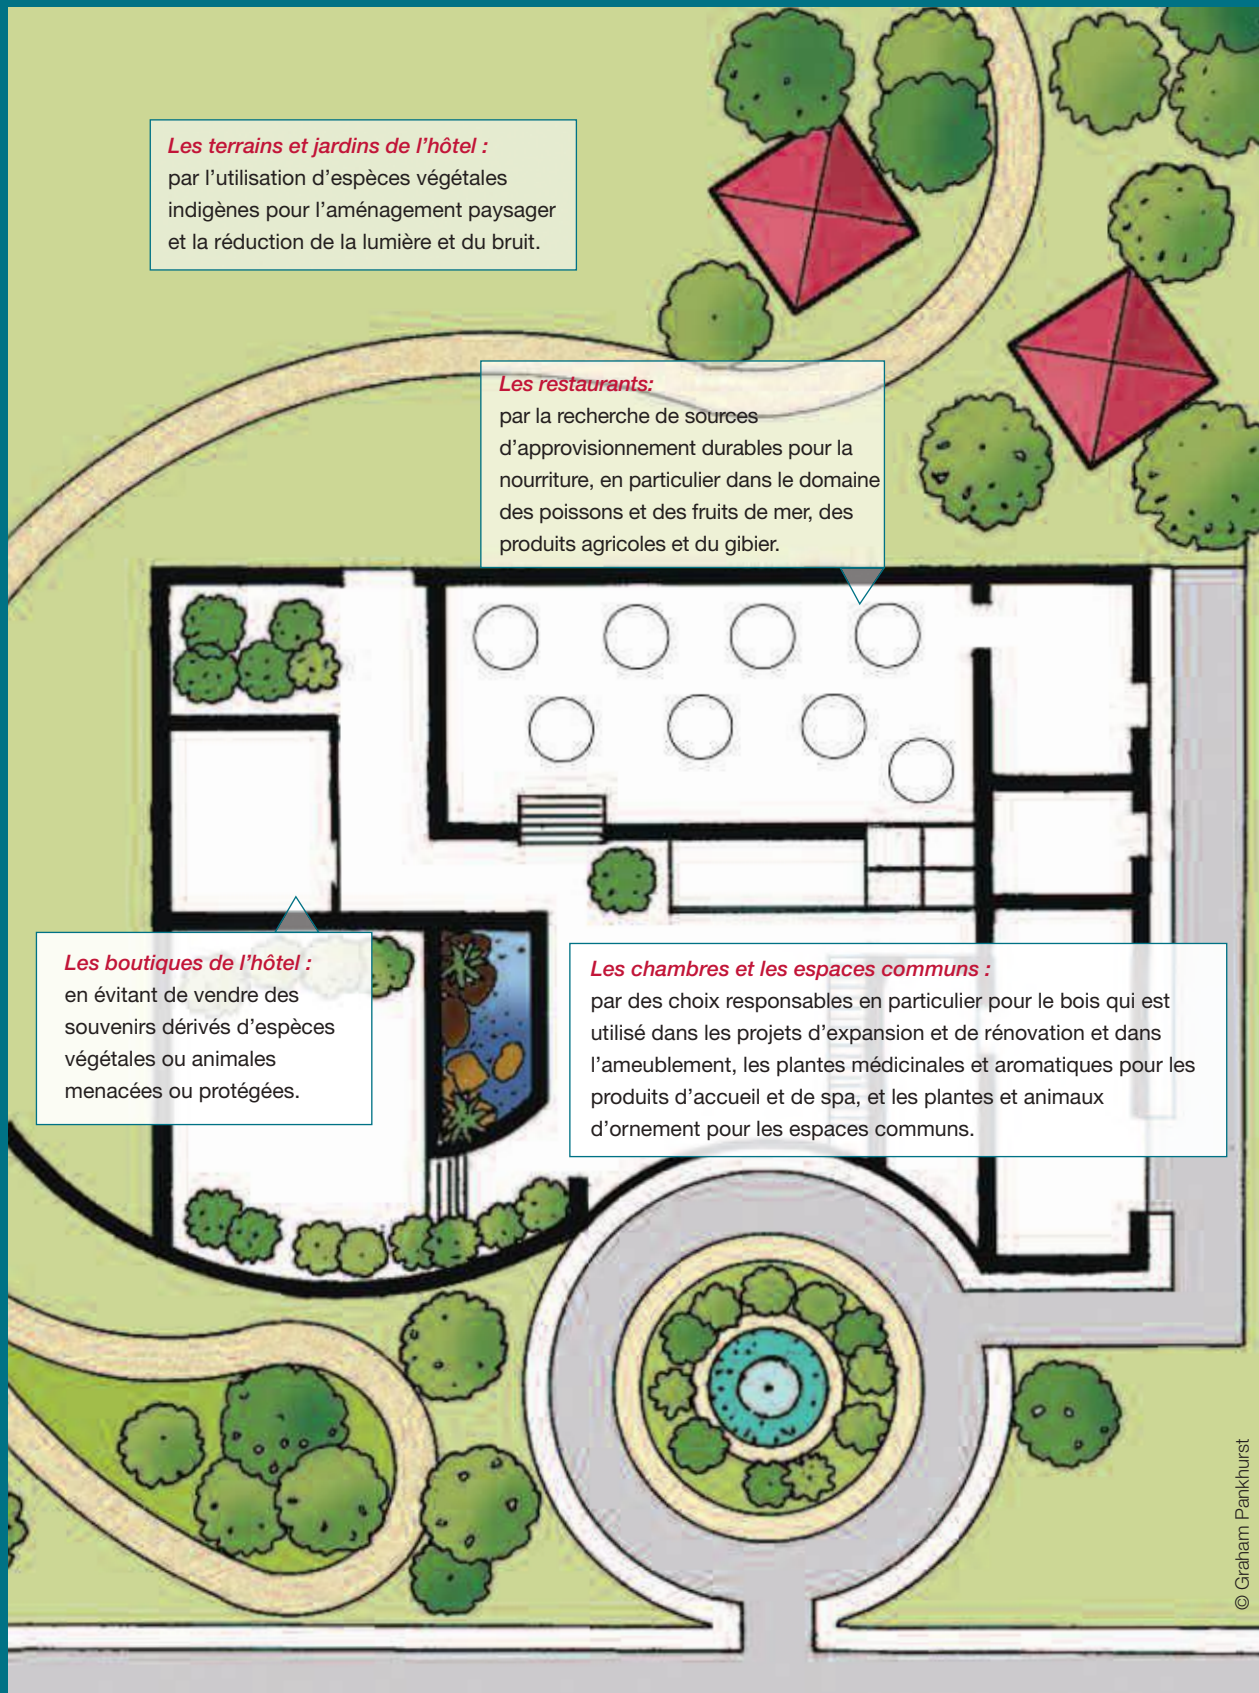 Les terrains et jardins de l'hôtel :
par l'utilisation d'espèces végétales
indigènes pour l'aménagement paysager
et la réduction de la lumière et du bruit.
Les restaurants:
par la recherche de sources
d'approvisionnement durables pour la
nourriture, en particulier dans le domaine
des poissons et des fruits de mer, des
produits agricoles et du gibier.
Les boutiques de l'hôtel :
en évitant de vendre des
souvenirs dérivés d'espèces
végétales ou animales
menacées ou protégées.
Les chambres et les espaces communs :
par des choix responsables en particulier pour le bois qui est
utilisé dans les projets d'expansion et de rénovation et dans
l'ameublement, les plantes médicinales et aromatiques pour les
produits d'accueil et de spa, et les plantes et animaux
d'ornement pour les espaces communs.
© Graham Pankhurst